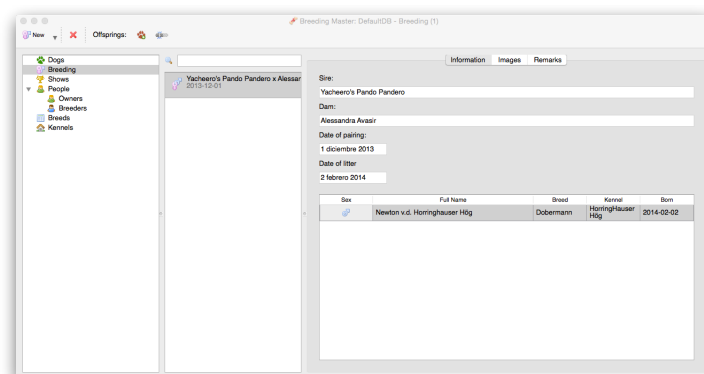 Breeding Master: DefaultDB - Breeding (1)
New
Offsprings:
Dogs
Breeding
Shows
People
Owners
Breeders
Breeds
Kennels
Yacheero's Pando Pandero x Alessar
2013-12-01
Information Images Remarks
Sire:
Yacheero's Pando Pandero
Dam:
Alessandra Avasir
Date of pairing:
1 diciembre 2013
Date of litter
2 febrero 2014
Sex Full Name Breed Kennel Born
Newton v.d. Horringhauser Hög Dobermann HorringHauser Hög 2014-02-02